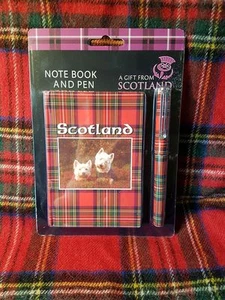 NOTE BOOK
AND PEN
A GIFT FROM
SCOTLAND
Scotland